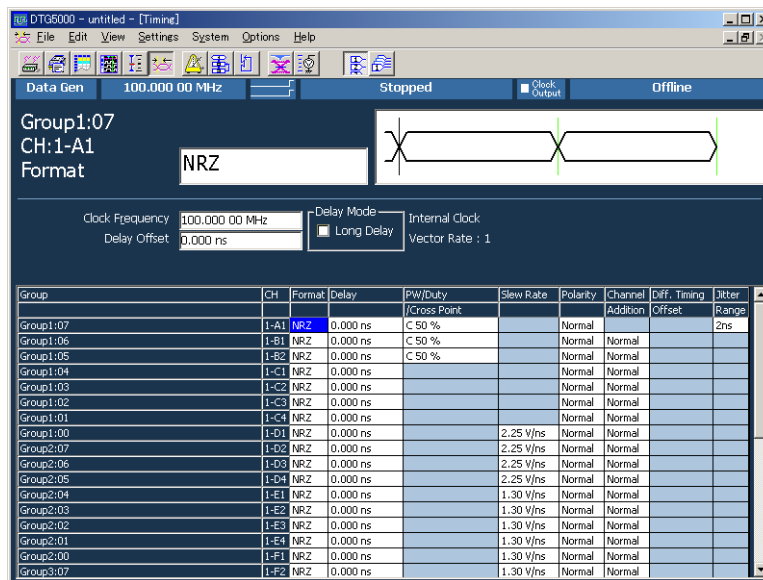 DTG5000 - untitled - [Timing]
File Edit View Settings System Options Help
Data Gen 100.000 00 MHz Stopped Clock Output Offline
Group1:07
CH:1-A1
Format NRZ
Clock Frequency 100.000 00 MHz Delay Mode Internal Clock
Delay Offset 0.000 ns Long Delay Vector Rate : 1
Group CH Format Delay PW/Duty Slew Rate Polarity Channel Diff. Timing Jitter
/Cross Point Addition Offset Range
Group1:07 1-A1 NRZ 0.000 ns C 50 % Normal 2ns
Group1:06 1-B1 NRZ 0.000 ns C 50 % Normal Normal
Group1:05 1-B2 NRZ 0.000 ns C 50 % Normal Normal
Group1:04 1-C1 NRZ 0.000 ns Normal Normal
Group1:03 1-C2 NRZ 0.000 ns Normal Normal
Group1:02 1-C3 NRZ 0.000 ns Normal Normal
Group1:01 1-C4 NRZ 0.000 ns Normal Normal
Group1:00 1-D1 NRZ 0.000 ns 2.25 V/ns Normal Normal
Group2:07 1-D2 NRZ 0.000 ns 2.25 V/ns Normal Normal
Group2:06 1-D3 NRZ 0.000 ns 2.25 V/ns Normal Normal
Group2:05 1-D4 NRZ 0.000 ns 2.25 V/ns Normal Normal
Group2:04 1-E1 NRZ 0.000 ns 1.30 V/ns Normal Normal
Group2:03 1-E2 NRZ 0.000 ns 1.30 V/ns Normal Normal
Group2:02 1-E3 NRZ 0.000 ns 1.30 V/ns Normal Normal
Group2:01 1-E4 NRZ 0.000 ns 1.30 V/ns Normal Normal
Group2:00 1-F1 NRZ 0.000 ns 1.30 V/ns Normal Normal
Group3:07 1-F2 NRZ 0.000 ns 1.30 V/ns Normal Normal